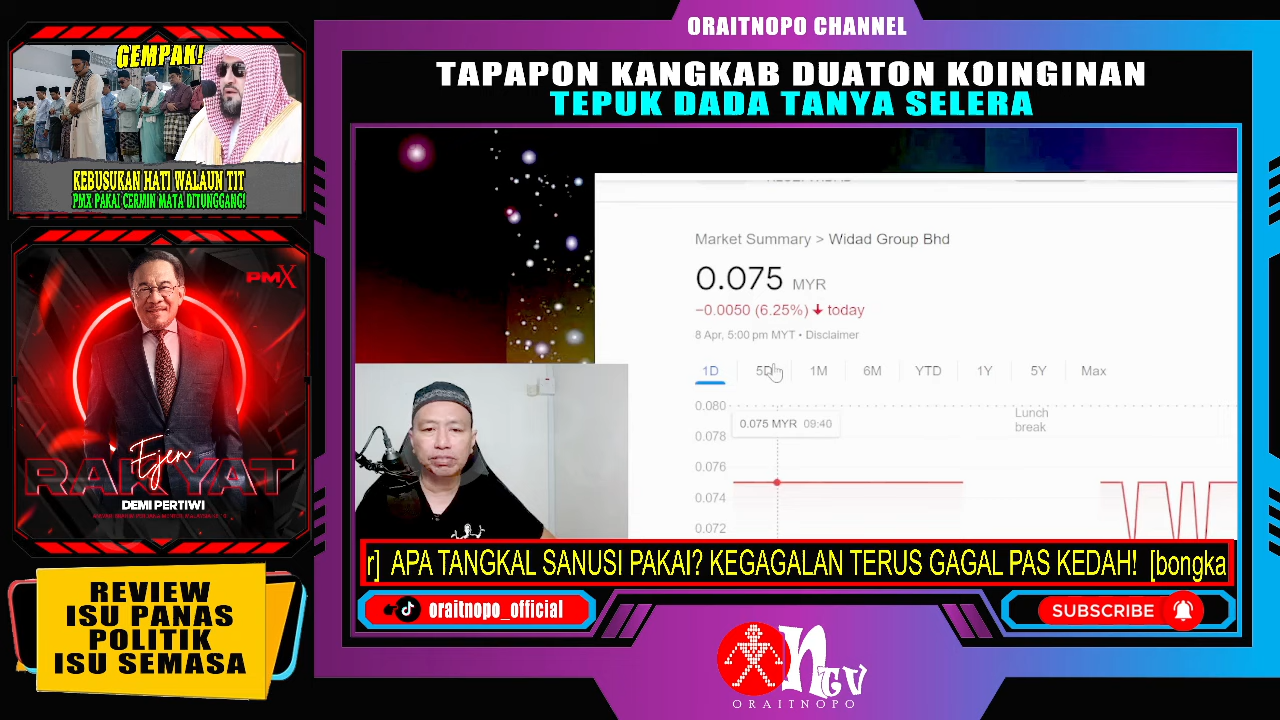 ORAITNOPO CHANNEL
TAPAPON KANGKAB DUATON KOINGINAN
TEPUK DADA TANYA SELERA
GEMPAK!
KEBUSUKAN HATI WALAUN TIT
PMX PAKAI CERMIN MATA DITUNGGANG!
PMX
Ejen
RAKYAT
DEMI PERTIWI
REVIEW
ISU PANAS
POLITIK
ISU SEMASA
Market Summary > Widad Group Bhd
0.075 MYR
−0.0050 (6.25%) ↓ today
8 Apr, 5:00 pm MYT • Disclaimer
1D 5D 1M 6M YTD 1Y 5Y Max
0.080
0.078
0.076
0.074
0.072
0.075 MYR 09:40
Lunch
break
r] APA TANGKAL SANUSI PAKAI? KEGAGALAN TERUS GAGAL PAS KEDAH! [bongka
oraitnopo_official
SUBSCRIBE
ntv
ORAITNOPO